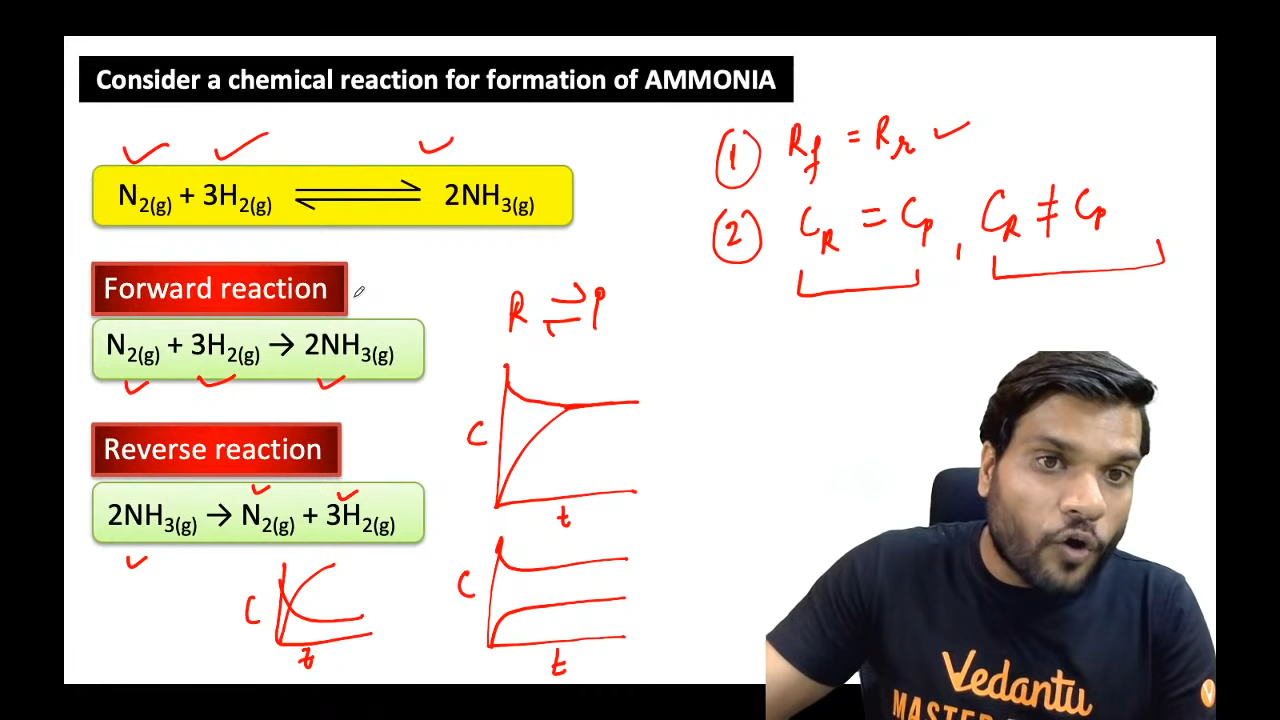 Consider a chemical reaction for formation of AMMONIA
N2(g) + 3H2(g) ⇌ 2NH3(g)
① Rf = Rr ✓
② CR = CP , CR ≠ CP
Forward reaction
N2(g) + 3H2(g) → 2NH3(g)
R ⇌ P
C
t
Reverse reaction
2NH3(g) → N2(g) + 3H2(g)
C
t
C
t
Vedantu
MASTER